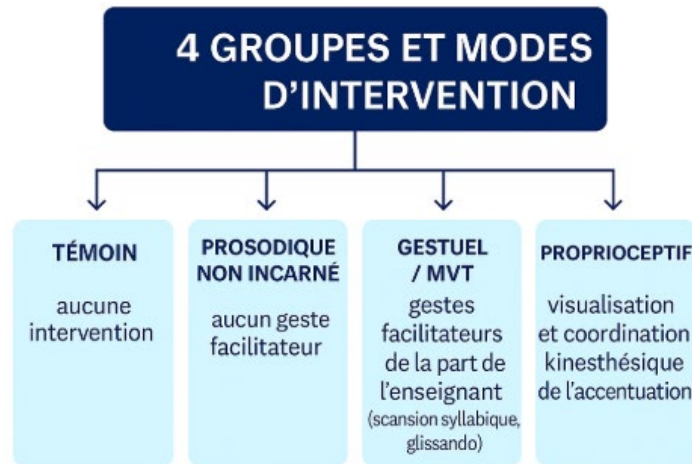 4 GROUPES ET MODES
D'INTERVENTION
TÉMOIN
aucune
intervention
PROSODIQUE
NON INCARNÉ
aucun geste
facilitateur
GESTUEL
/ MVT
gestes
facilitateurs
de la part de
l'enseignant
(scansion syllabique,
glissando)
PROPRIOCEPTIF
visualisation
et coordination
kinesthésique
de l'accentuation